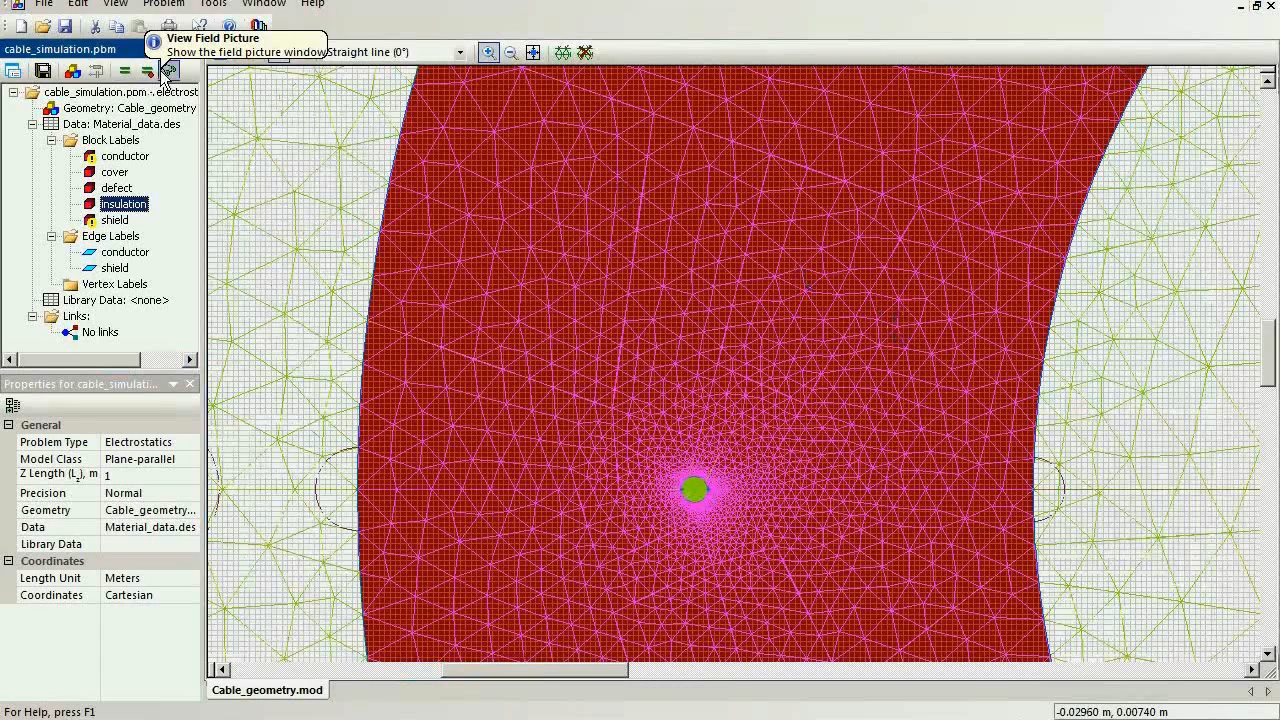 File Edit View Problem Tools Window Help
View Field Picture
cable_simulation.pbm
Show the field picture window
Straight line (0°)
cable_simulation.pbm - electrost
Geometry: Cable_geometry
Data: Material_data.des
Block Labels
conductor
cover
defect
insulation
shield
Edge Labels
conductor
shield
Vertex Labels
Library Data: <none>
Links:
No links
Properties for cable_simulati...
General
Problem Type Electrostatics
Model Class Plane-parallel
Z Length (Lz), m 1
Precision Normal
Geometry Cable_geometry...
Data Material_data.des
Library Data
Coordinates
Length Unit Meters
Coordinates Cartesian
Cable_geometry.mod
For Help, press F1
-0.02960 m, 0.00740 m